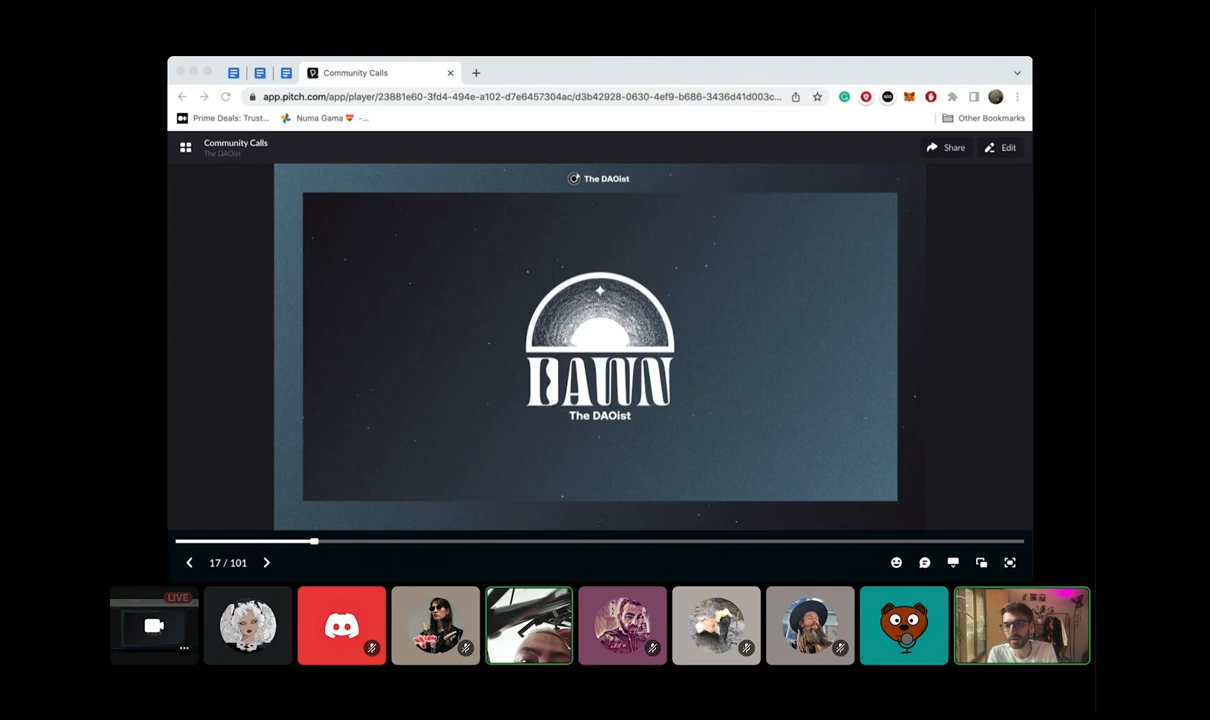 Community Calls
app.pitch.com/app/player/23881e60-3fd4-494e-a102-d7e6457304ac/d3b42928-0630-4ef9-b686-3436d41d003c...
Prime Deals: Trust...
Numa Gama
-...
Other Bookmarks
Community Calls
The DAOist
Share
Edit
The DAOist
DAWN
The DAOist
17 / 101
LIVE